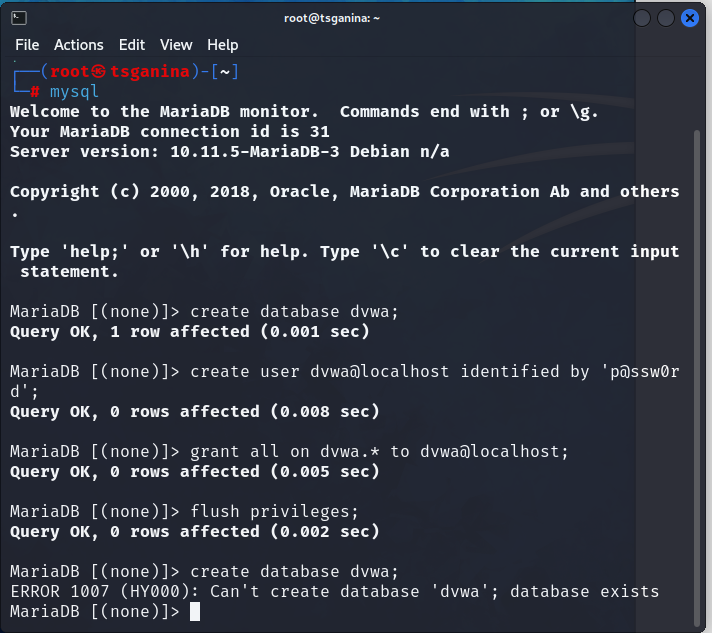 root@tsganina: ~
File Actions Edit View Help
┌──(root㉿tsganina)-[~]
└─# mysql
Welcome to the MariaDB monitor.  Commands end with ; or \g.
Your MariaDB connection id is 31
Server version: 10.11.5-MariaDB-3 Debian n/a
Copyright (c) 2000, 2018, Oracle, MariaDB Corporation Ab and others
.
Type 'help;' or '\h' for help. Type '\c' to clear the current input
 statement.
MariaDB [(none)]> create database dvwa;
Query OK, 1 row affected (0.001 sec)
MariaDB [(none)]> create user dvwa@localhost identified by 'p@ssw0r
d';
Query OK, 0 rows affected (0.008 sec)
MariaDB [(none)]> grant all on dvwa.* to dvwa@localhost;
Query OK, 0 rows affected (0.005 sec)
MariaDB [(none)]> flush privileges;
Query OK, 0 rows affected (0.002 sec)
MariaDB [(none)]> create database dvwa;
ERROR 1007 (HY000): Can't create database 'dvwa'; database exists
MariaDB [(none)]>